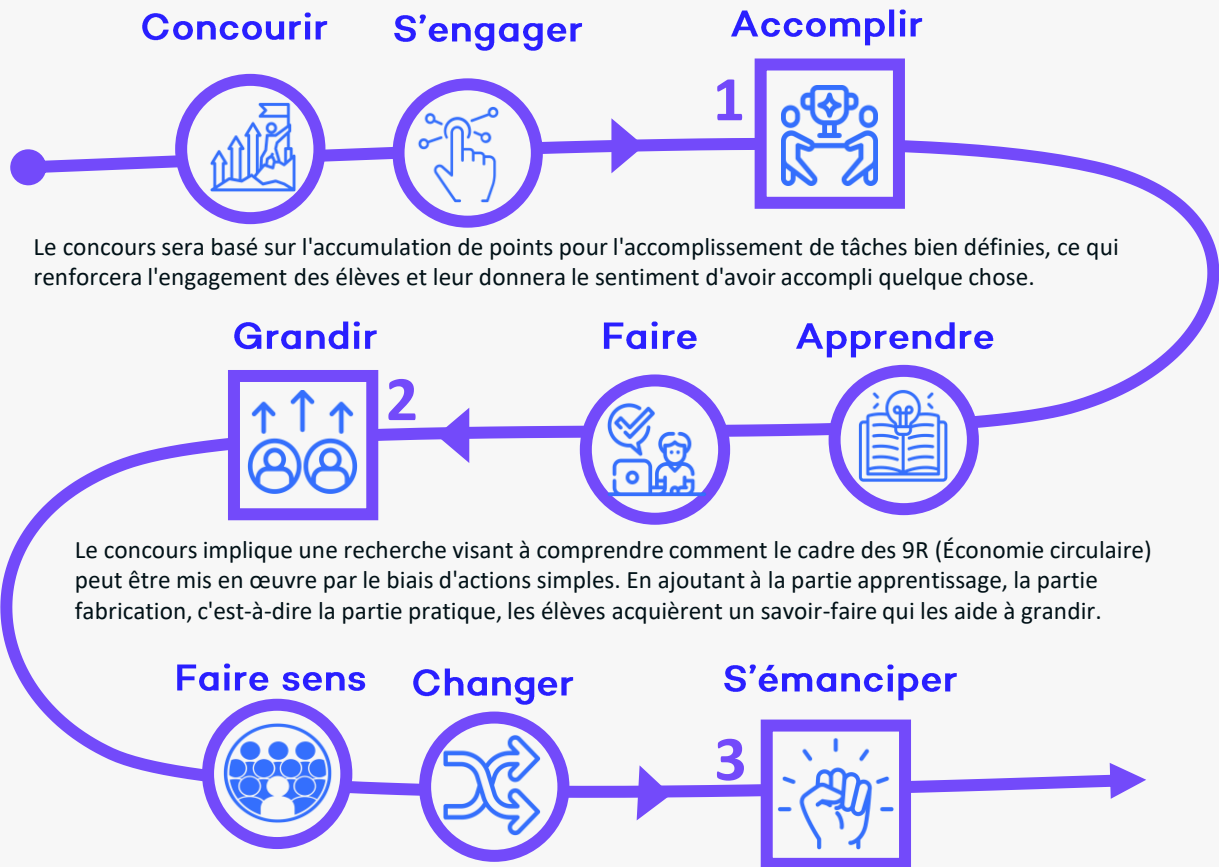 Concourir
S'engager
Accomplir
1
Le concours sera basé sur l'accumulation de points pour l'accomplissement de tâches bien définies, ce qui
renforcera l'engagement des élèves et leur donnera le sentiment d'avoir accompli quelque chose.
Grandir
Faire
Apprendre
2
Le concours implique une recherche visant à comprendre comment le cadre des 9R (Économie circulaire)
peut être mis en œuvre par le biais d'actions simples. En ajoutant à la partie apprentissage, la partie
fabrication, c'est-à-dire la partie pratique, les élèves acquièrent un savoir-faire qui les aide à grandir.
Faire sens
Changer
S'émanciper
3